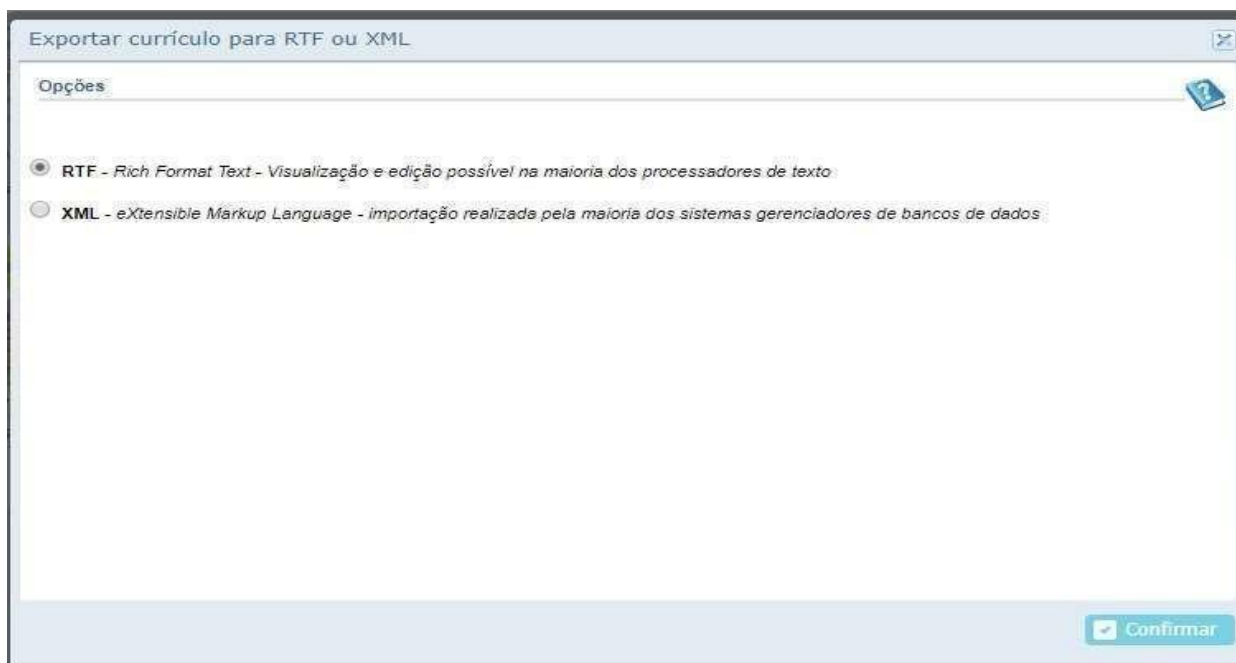 Exportar currículo para RTF ou XML
Opções
RTF - Rich Format Text - Visualização e edição possível na maioria dos processadores de texto
XML - eXtensible Markup Language - importação realizada pela maioria dos sistemas gerenciadores de bancos de dados
Confirmar